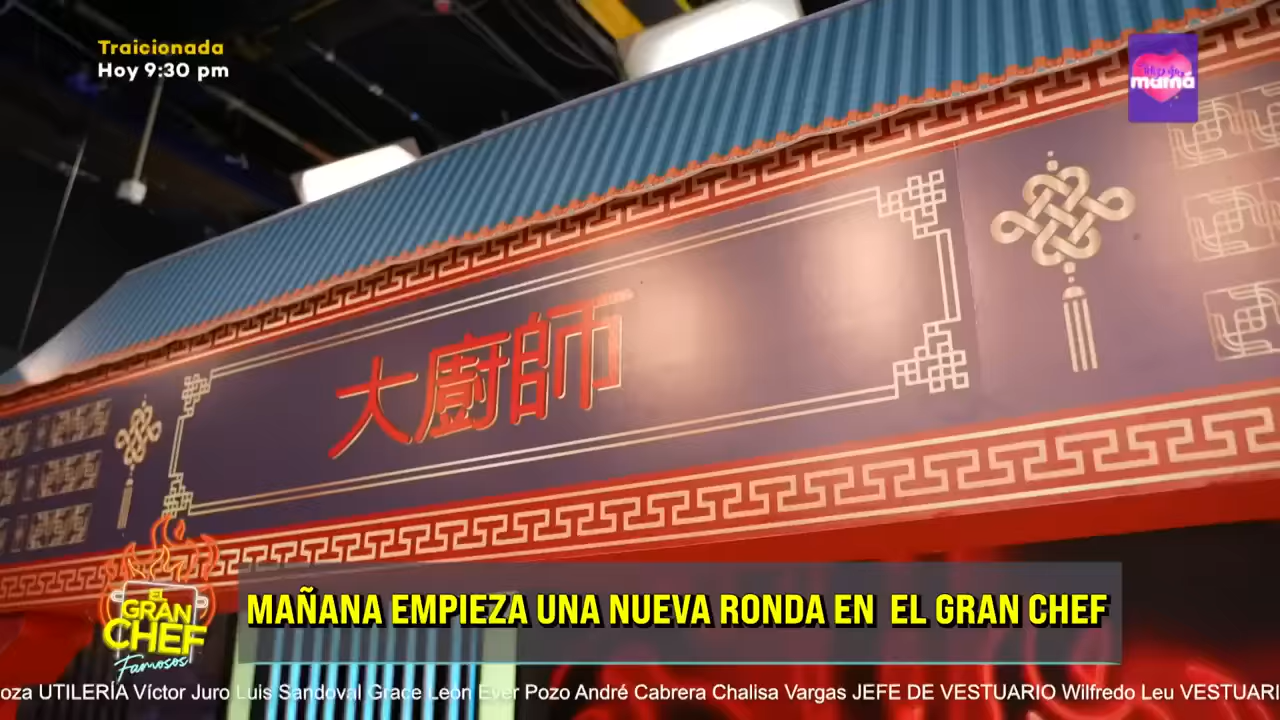 Traicionada
Hoy 9:30 pm
mamá
大廚師
EL
GRAN
CHEF
Famosos
MAÑANA EMPIEZA UNA NUEVA RONDA EN EL GRAN CHEF
oza UTILERÍA Víctor Juro Luis Sandoval Grace Leon Ever Pozo André Cabrera Chalisa Vargas JEFE DE VESTUARIO Wilfredo Leu VESTUARI